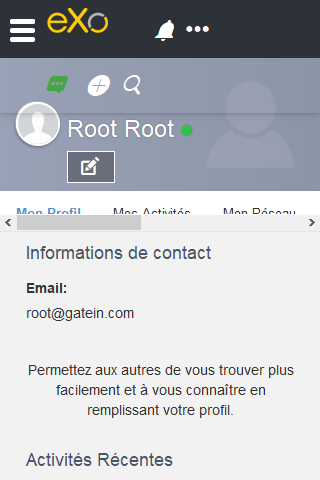 eXo
Root Root
Mon Profil Mes Activités Mon Réseau
Informations de contact
Email:
root@gatein.com
Permettez aux autres de vous trouver plus
facilement et à vous connaître en
remplissant votre profil.
Activités Récentes